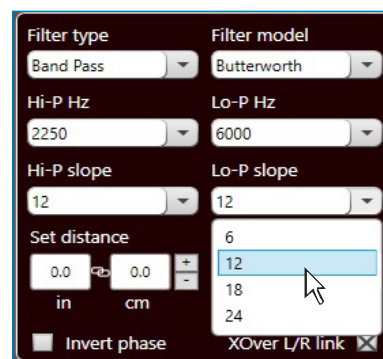 Filter type Filter model
Band Pass Butterworth
Hi-P Hz Lo-P Hz
2250 6000
Hi-P slope Lo-P slope
12 12
Set distance 6
0.0 0.0 + - 12
in cm 18
24
Invert phase XOver L/R link